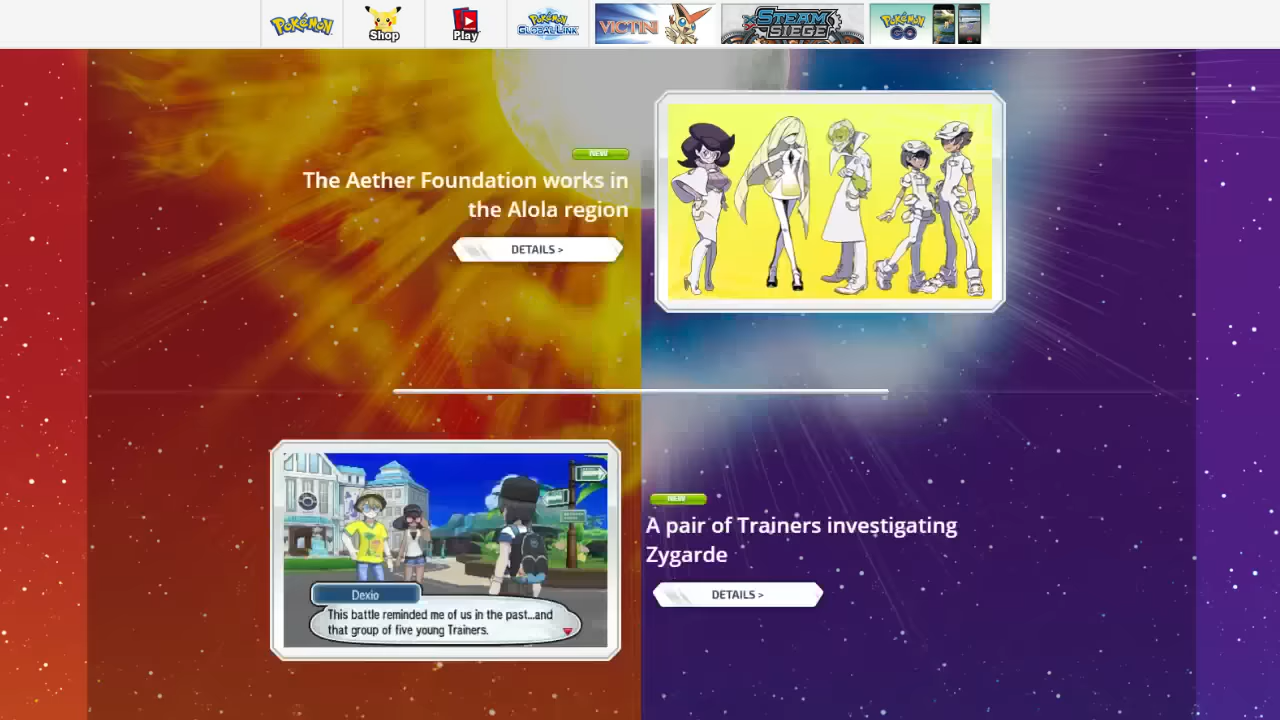 POKéMON
Shop
Play
POKéMON
GLOBAL LINK
VICTINI
STEAM
SIEGE
POKéMON
GO
NEW
The Aether Foundation works in
the Alola region
DETAILS >
NEW
A pair of Trainers investigating
Zygarde
DETAILS >
Dexio
This battle reminded me of us in the past...and
that group of five young Trainers.